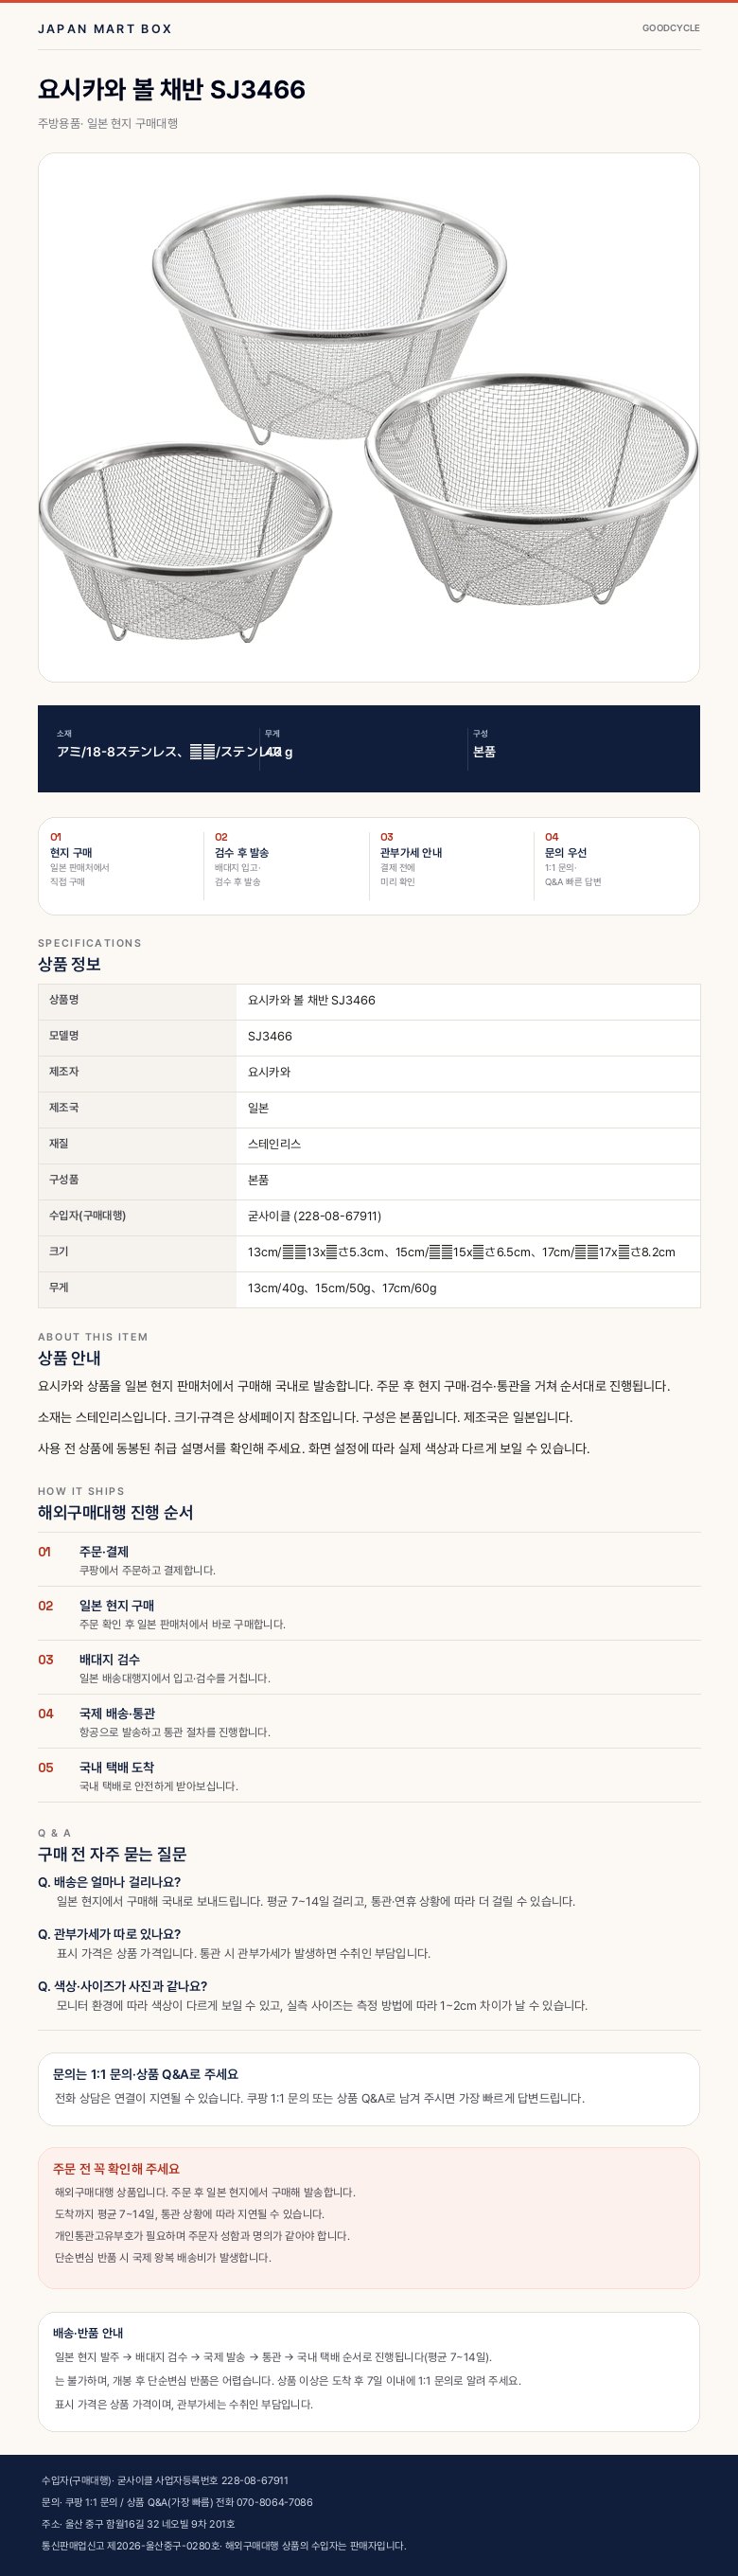 JAPAN MART BOX
GOODCYCLE
요시카와 볼 채반 SJ3466
주방용품· 일본 현지 구매대행
소재
무게
구성
アミ/18-8ステンレス、/ステンレス
40 g
본품
01
02
03
04
현지 구매
검수 후 발송
관부가세 안내
문의 우선
일본 판매처에서
배대지 입고·
결제 전에
1:1 문의·
직접 구매
검수 후 발송
미리 확인
Q&A 빠른 답변
SPECIFICATIONS
상품 정보
상품명 요시카와 볼 채반 SJ3466
모델명 SJ3466
제조자 요시카와
제조국 일본
재질 스테인리스
구성품 본품
수입자(구매대행) 굳사이클 (228-08-67911)
크기 13cm/13xさ5.3cm、15cm/15xさ6.5cm、17cm/17xさ8.2cm
무게 13cm/40g、15cm/50g、17cm/60g
ABOUT THIS ITEM
상품 안내
요시카와 상품을 일본 현지 판매처에서 구매해 국내로 발송합니다. 주문 후 현지 구매·검수·통관을 거쳐 순서대로 진행됩니다.
소재는 스테인리스입니다. 크기·규격은 상세페이지 참조입니다. 구성은 본품입니다. 제조국은 일본입니다.
사용 전 상품에 동봉된 취급 설명서를 확인해 주세요. 화면 설정에 따라 실제 색상과 다르게 보일 수 있습니다.
HOW IT SHIPS
해외구매대행 진행 순서
01 주문·결제
쿠팡에서 주문하고 결제합니다.
02 일본 현지 구매
주문 확인 후 일본 판매처에서 바로 구매합니다.
03 배대지 검수
일본 배송대행지에서 입고·검수를 거칩니다.
04 국제 배송·통관
항공으로 발송하고 통관 절차를 진행합니다.
05 국내 택배 도착
국내 택배로 안전하게 받아보십니다.
Q & A
구매 전 자주 묻는 질문
Q. 배송은 얼마나 걸리나요?
일본 현지에서 구매해 국내로 보내드립니다. 평균 7~14일 걸리고, 통관·연휴 상황에 따라 더 걸릴 수 있습니다.
Q. 관부가세가 따로 있나요?
표시 가격은 상품 가격입니다. 통관 시 관부가세가 발생하면 수취인 부담입니다.
Q. 색상·사이즈가 사진과 같나요?
모니터 환경에 따라 색상이 다르게 보일 수 있고, 실측 사이즈는 측정 방법에 따라 1~2cm 차이가 날 수 있습니다.
문의는 1:1 문의·상품 Q&A로 주세요
전화 상담은 연결이 지연될 수 있습니다. 쿠팡 1:1 문의 또는 상품 Q&A로 남겨 주시면 가장 빠르게 답변드립니다.
주문 전 꼭 확인해 주세요
해외구매대행 상품입니다. 주문 후 일본 현지에서 구매해 발송합니다.
도착까지 평균 7~14일, 통관 상황에 따라 지연될 수 있습니다.
개인통관고유부호가 필요하며 주문자 성함과 명의가 같아야 합니다.
단순변심 반품 시 국제 왕복 배송비가 발생합니다.
배송·반품 안내
일본 현지 발주 → 배대지 검수 → 국제 발송 → 통관 → 국내 택배 순서로 진행됩니다(평균 7~14일).
는 불가하며, 개봉 후 단순변심 반품은 어렵습니다. 상품 이상은 도착 후 7일 이내에 1:1 문의로 알려 주세요.
표시 가격은 상품 가격이며, 관부가세는 수취인 부담입니다.
수입자(구매대행)· 굳사이클 사업자등록번호 228-08-67911
문의· 쿠팡 1:1 문의 / 상품 Q&A(가장 빠름) 전화 070-8064-7086
주소· 울산 중구 함월16길 32 네오빌 9차 201호
통신판매업신고 제2026-울산중구-0280호· 해외구매대행 상품의 수입자는 판매자입니다.